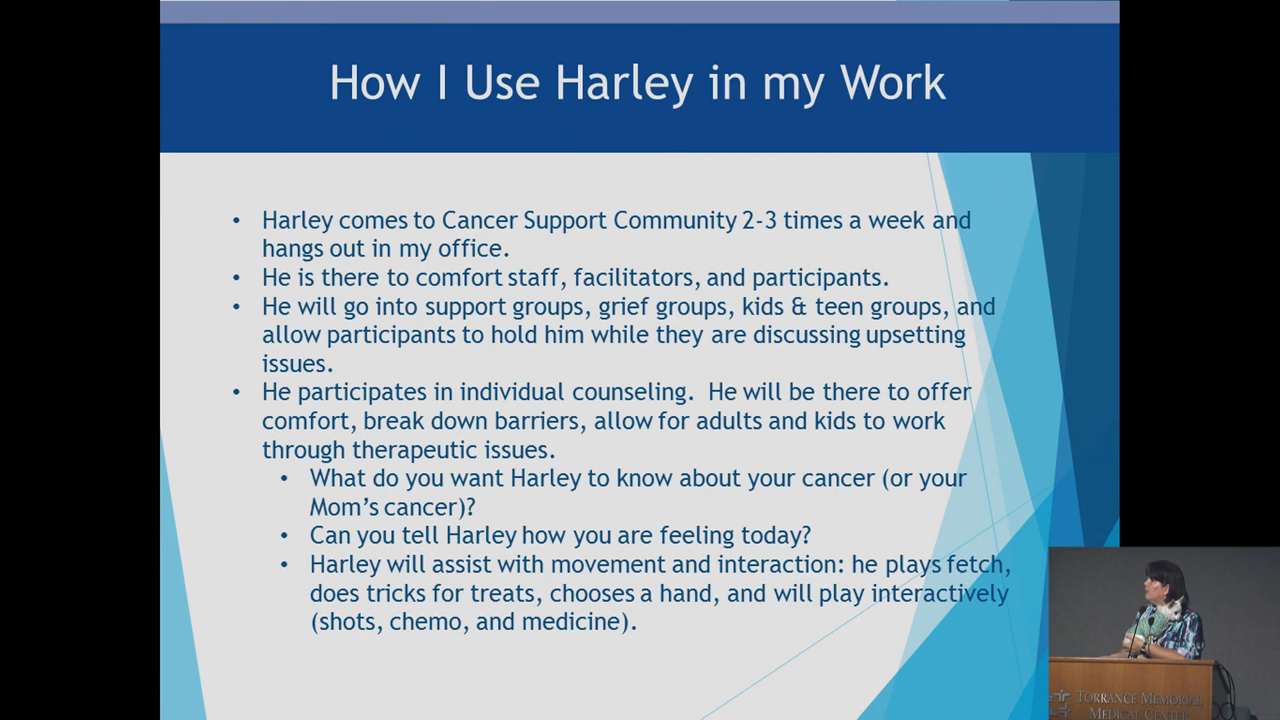 How I Use Harley in my Work
• Harley comes to Cancer Support Community 2-3 times a week and
hangs out in my office.
• He is there to comfort staff, facilitators, and participants.
• He will go into support groups, grief groups, kids & teen groups, and
allow participants to hold him while they are discussing upsetting
issues.
• He participates in individual counseling.  He will be there to offer
comfort, break down barriers, allow for adults and kids to work
through therapeutic issues.
• What do you want Harley to know about your cancer (or your
Mom's cancer)?
• Can you tell Harley how you are feeling today?
• Harley will assist with movement and interaction: he plays fetch,
does tricks for treats, chooses a hand, and will play interactively
(shots, chemo, and medicine).
TORRANCE MEMORIAL
MEDICAL CENTER